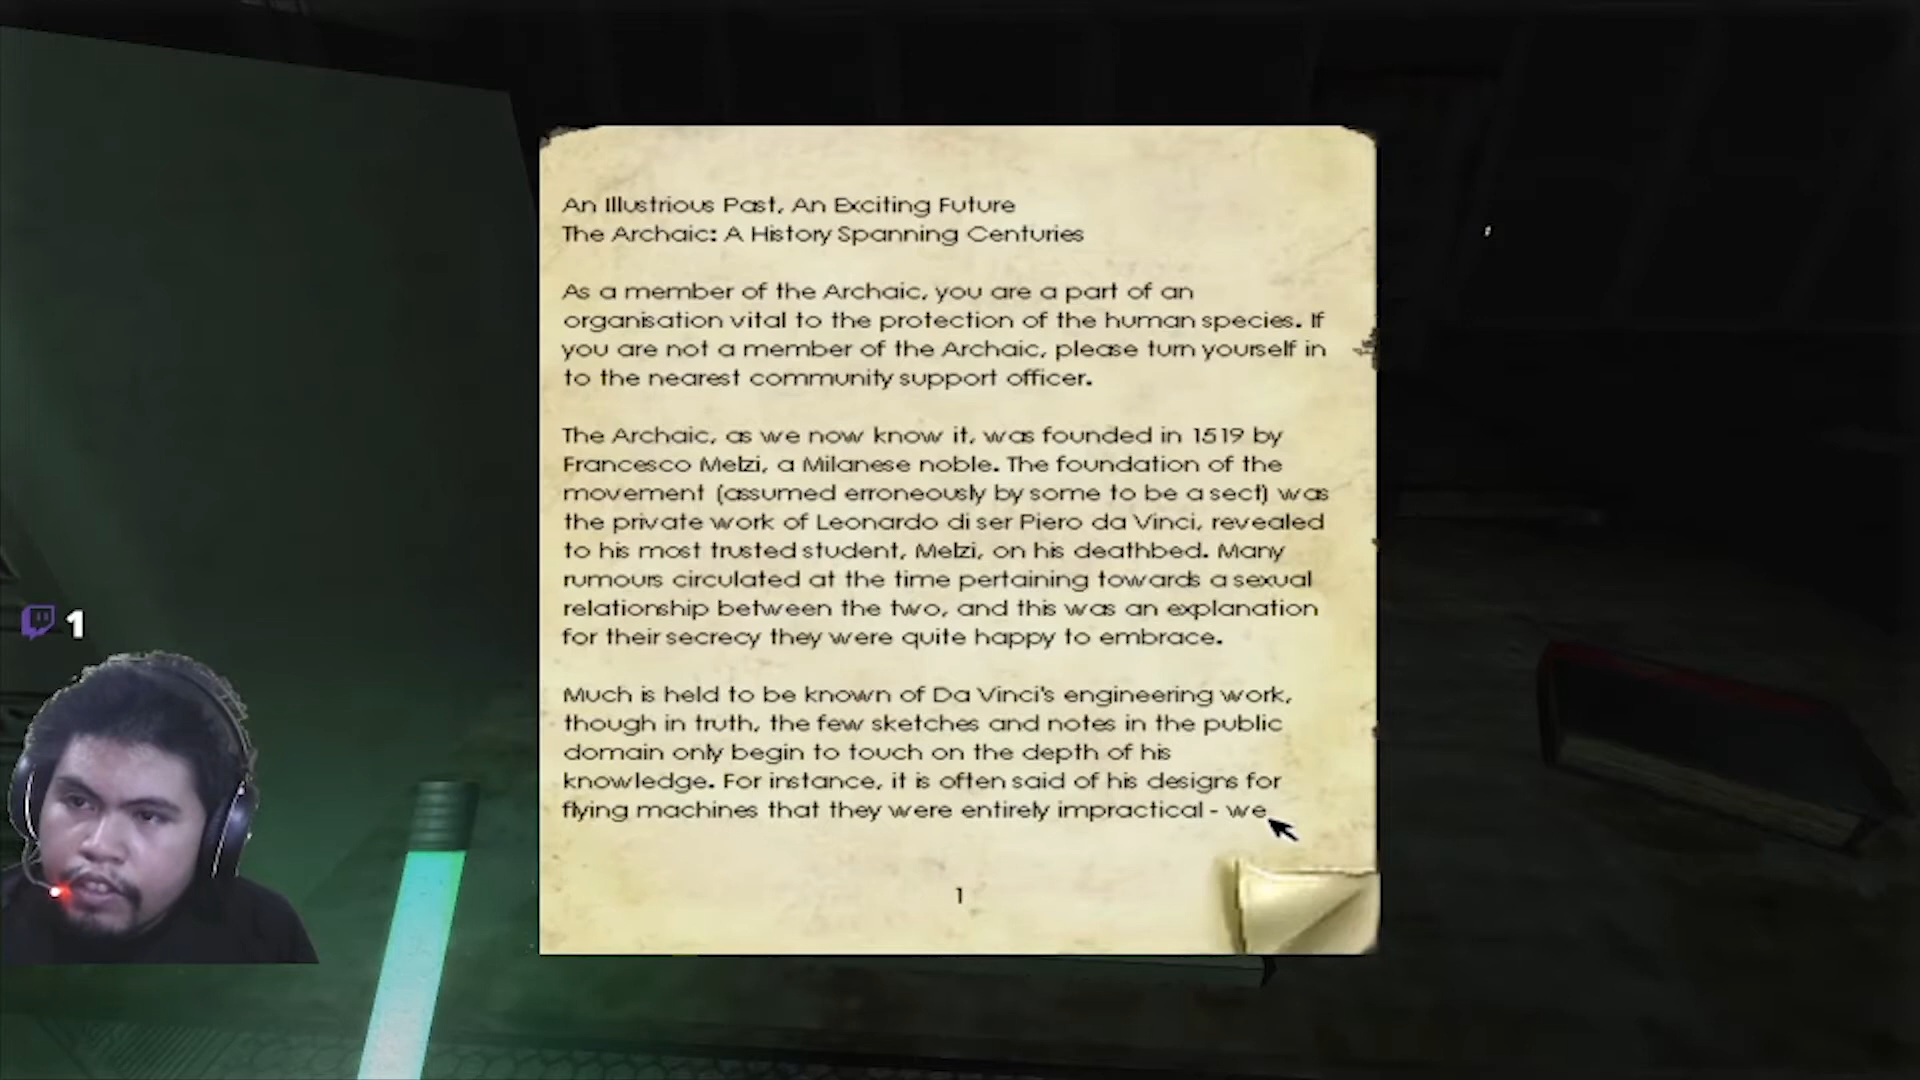 An Illustrious Past, An Exciting Future
The Archaic: A History Spanning Centuries
As a member of the Archaic, you are a part of an
organisation vital to the protection of the human species. If
you are not a member of the Archaic, please turn yourself in
to the nearest community support officer.
The Archaic, as we now know it, was founded in 1519 by
Francesco Melzi, a Milanese noble. The foundation of the
movement (assumed erroneously by some to be a sect) was
the private work of Leonardo di ser Piero da Vinci, revealed
to his most trusted student, Melzi, on his deathbed. Many
rumours circulated at the time pertaining towards a sexual
relationship between the two, and this was an explanation
for their secrecy they were quite happy to embrace.
Much is held to be known of Da Vinci's engineering work,
though in truth, the few sketches and notes in the public
domain only begin to touch on the depth of his
knowledge. For instance, it is often said of his designs for
flying machines that they were entirely impractical - we
1
1